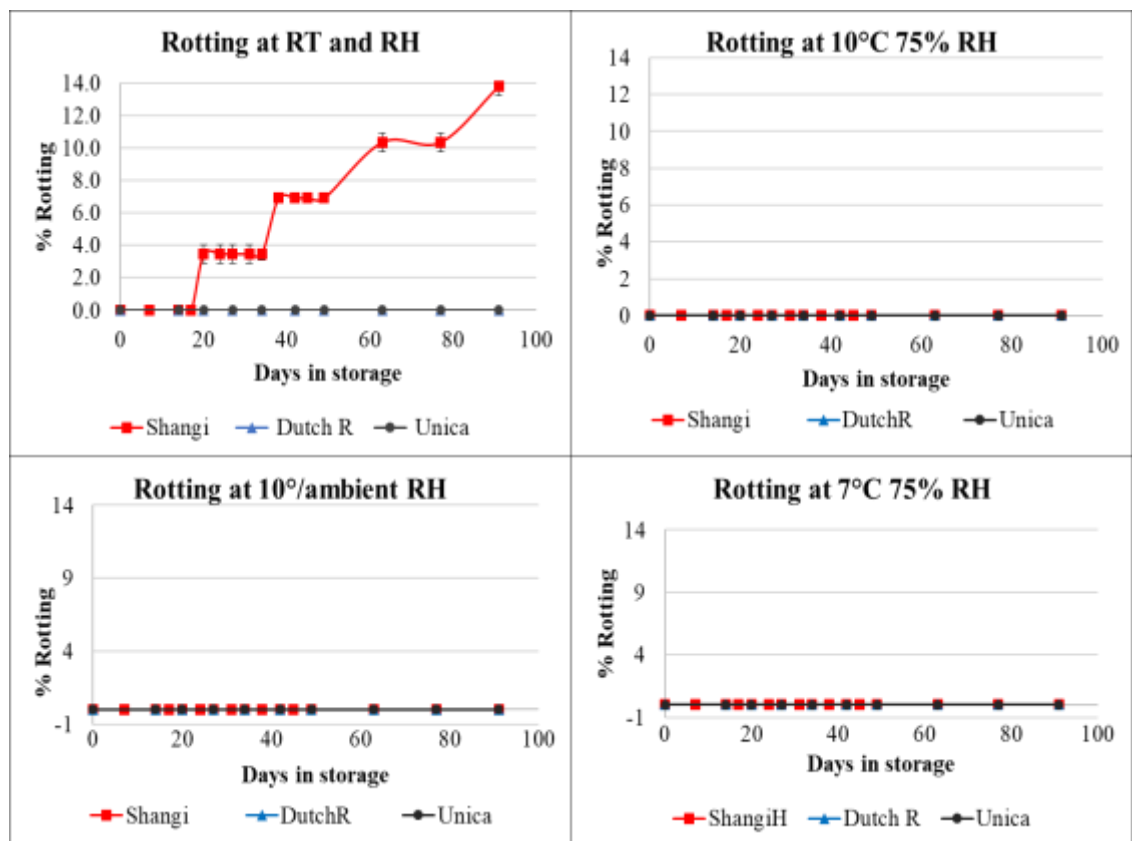 Rotting at RT and RH
14.0
12.0
10.0
8.0
6.0
4.0
2.0
0.0
% Rotting
0 20 40 60 80 100
Days in storage
Shangi Dutch R Unica
Rotting at 10°C 75% RH
14
12
10
8
6
4
2
0
% Rotting
0 20 40 60 80 100
Days in storage
Shangi DutchR Unica
Rotting at 10°/ambient RH
14
9
4
-1
% Rotting
0 20 40 60 80 100
Days in storage
Shangi DutchR Unica
Rotting at 7°C 75% RH
14
9
4
-1
% Rotting
0 20 40 60 80 100
Days in storage
ShangiH Dutch R Unica